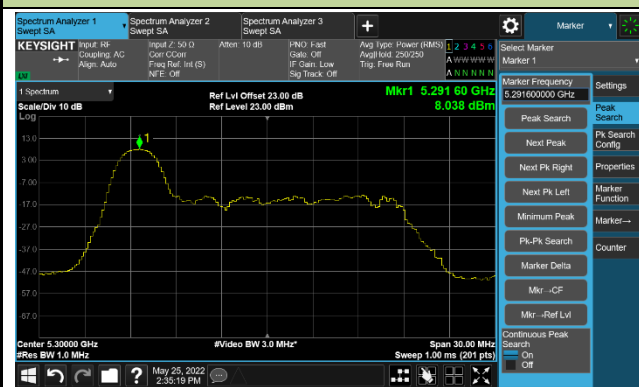 Spectrum Analyzer 1
Swept SA
Spectrum Analyzer 2
Swept SA
Spectrum Analyzer 3
Swept SA
+
Marker
KEYSIGHT
Input: RF
Coupling: AC
Align: Auto
Input Z: 50 Ω
Corr CCorr
Freq Ref: Int (S)
NFE: Off
Atten: 10 dB
PNO: Fast
Gate: Off
IF Gain: Low
Sig Track: Off
Avg Type: Power (RMS)
Avg|Hold: 250/250
Trig: Free Run
1 2 3 4 5 6
A W W W W W
A N N N N N
Select Marker
Marker 1
1 Spectrum
Scale/Div 10 dB
Log
Ref Lvl Offset 23.00 dB
Ref Level 23.00 dBm
Mkr1 5.291 60 GHz
8.038 dBm
1
13.0
3.00
-7.00
-17.0
-27.0
-37.0
-47.0
-57.0
-67.0
Center 5.30000 GHz
#Res BW 1.0 MHz
#Video BW 3.0 MHz*
Span 30.00 MHz
Sweep 1.00 ms (201 pts)
Marker Frequency
5.291600000 GHz
Peak Search
Next Peak
Next Pk Right
Next Pk Left
Minimum Peak
Pk-Pk Search
Marker Delta
Mkr→CF
Mkr→Ref Lvl
Continuous Peak
Search
On
Off
Settings
Peak
Search
Pk Search
Config
Properties
Marker
Function
Marker→
Counter
?
May 25, 2022
2:35:19 PM